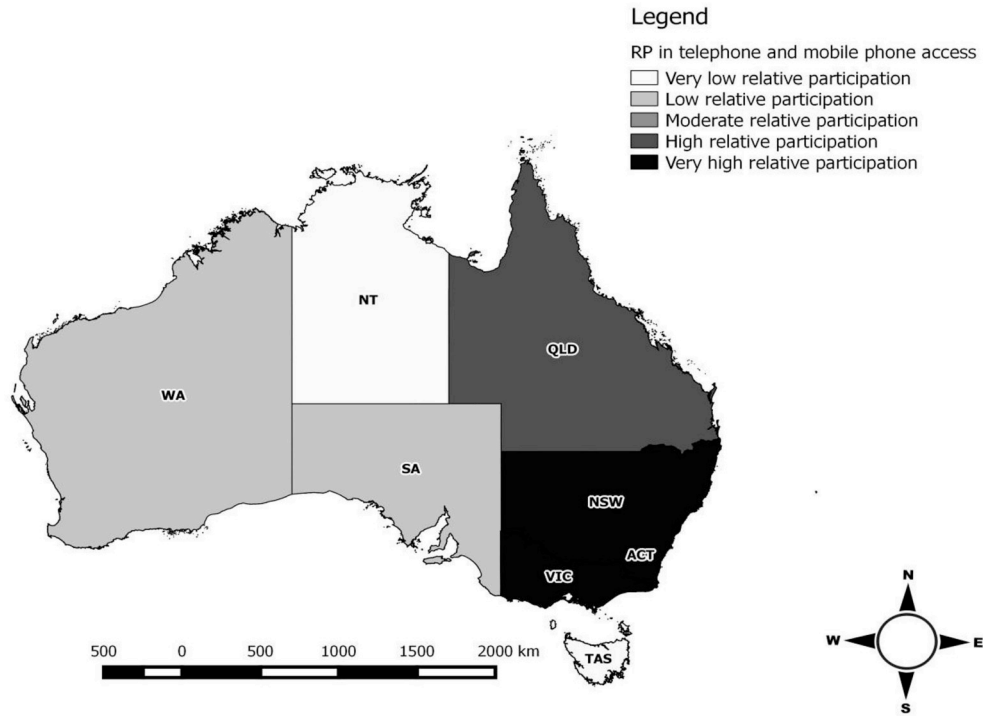 Legend
RP in telephone and mobile phone access
Very low relative participation
Low relative participation
Moderate relative participation
High relative participation
Very high relative participation
NT
QLD
WA
SA
NSW
ACT
VIC
TAS
500 0 500 1000 1500 2000 km
N
W E
S